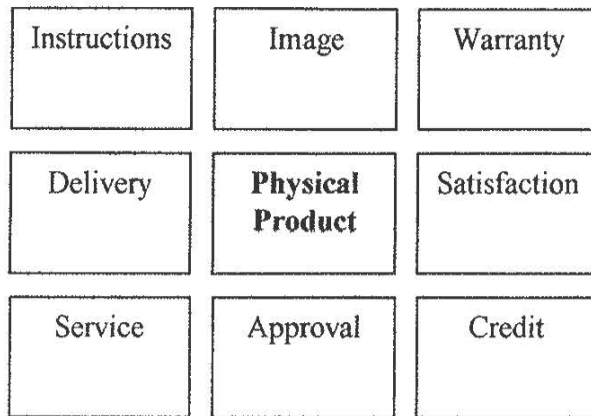 Instructions
Image
Warranty
Delivery
Physical
Product
Satisfaction
Service
Approval
Credit